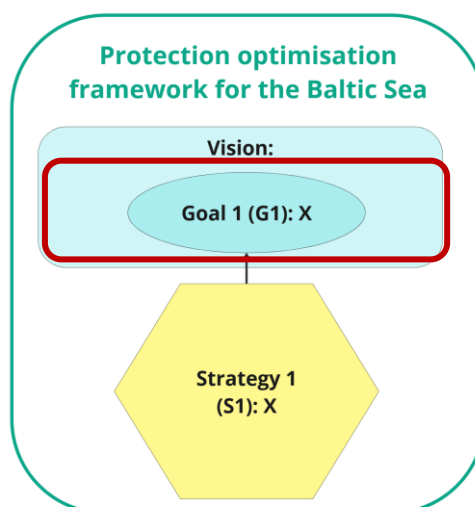 Protection optimisation
framework for the Baltic Sea
Vision:
Goal 1 (G1): X
Strategy 1
(S1): X